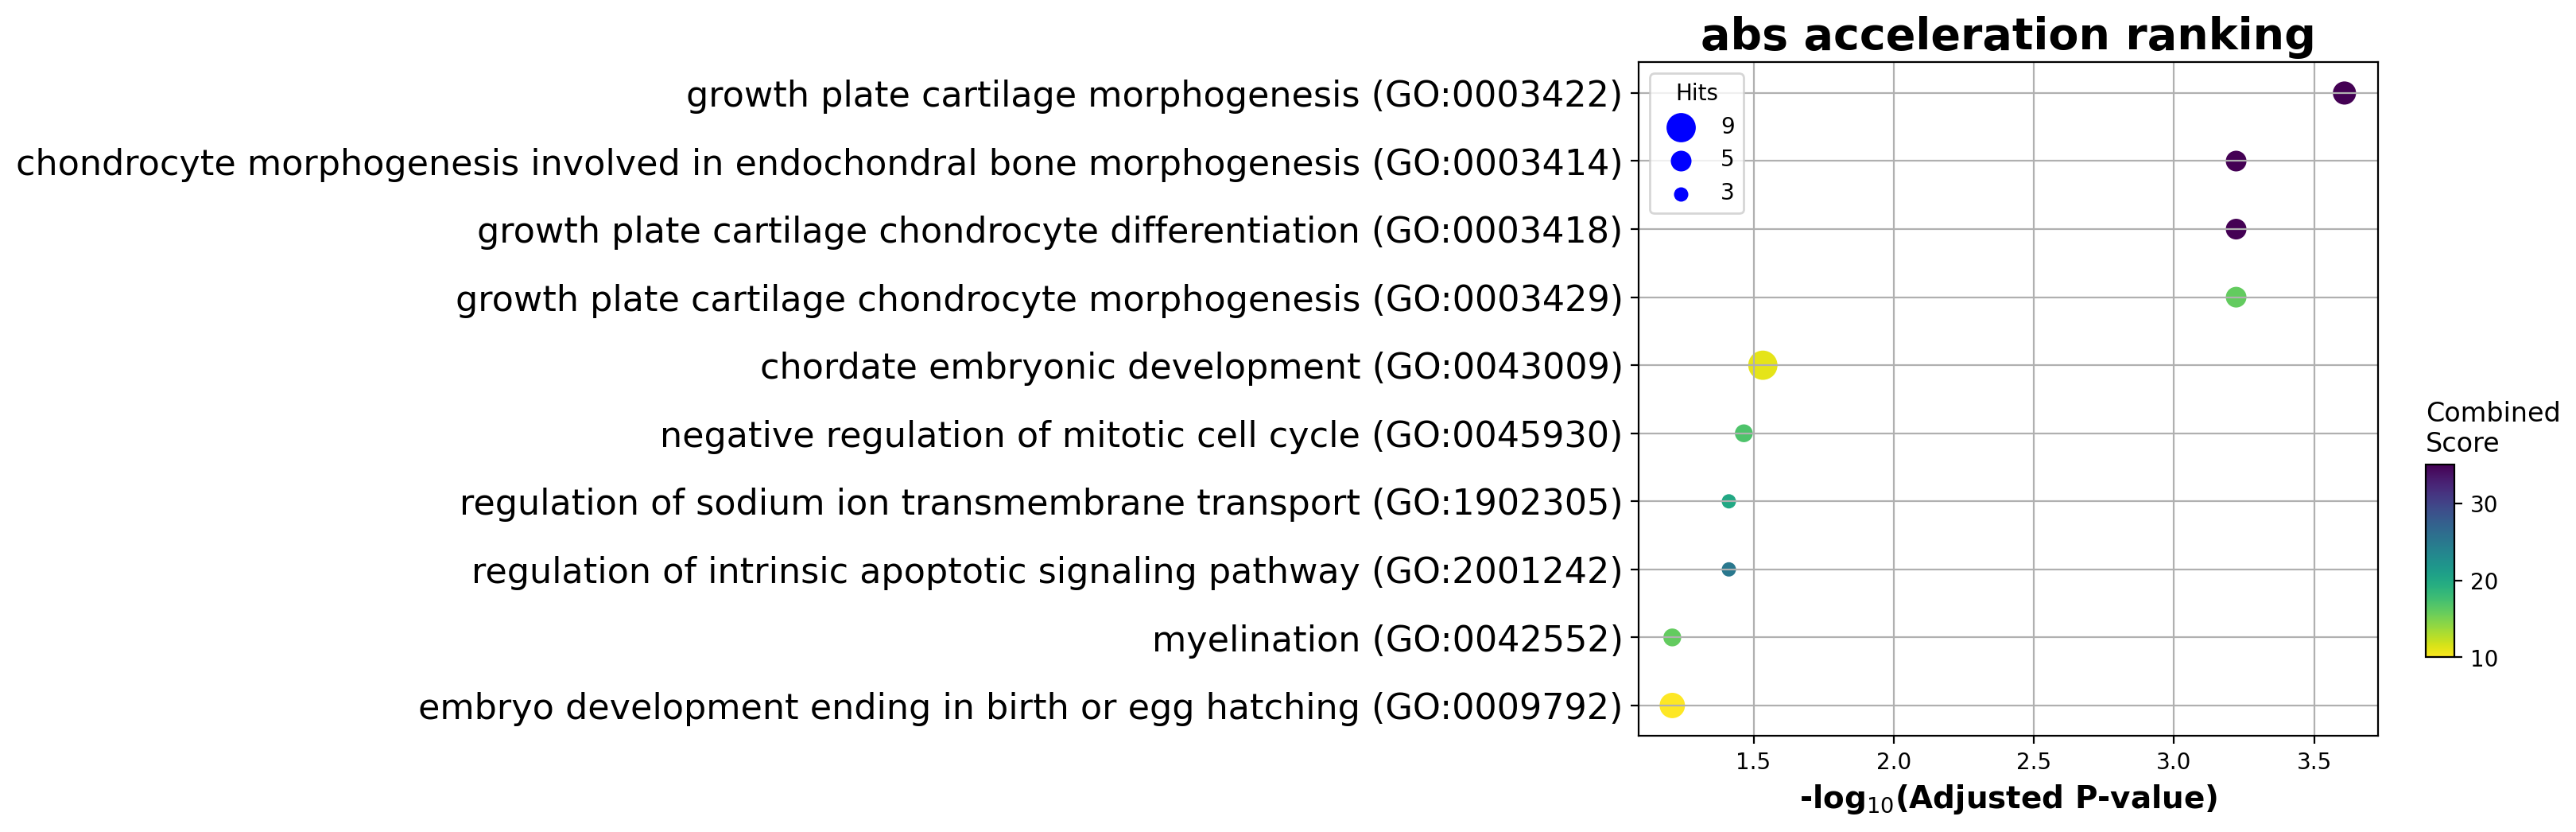 abs acceleration ranking
growth plate cartilage morphogenesis (GO:0003422)
chondrocyte morphogenesis involved in endochondral bone morphogenesis (GO:0003414)
growth plate cartilage chondrocyte differentiation (GO:0003418)
growth plate cartilage chondrocyte morphogenesis (GO:0003429)
chordate embryonic development (GO:0043009)
negative regulation of mitotic cell cycle (GO:0045930)
regulation of sodium ion transmembrane transport (GO:1902305)
regulation of intrinsic apoptotic signaling pathway (GO:2001242)
myelination (GO:0042552)
embryo development ending in birth or egg hatching (GO:0009792)
Hits
9
5
3
1.5 2.0 2.5 3.0 3.5
-log₁₀(Adjusted P-value)
Combined
Score
30
20
10